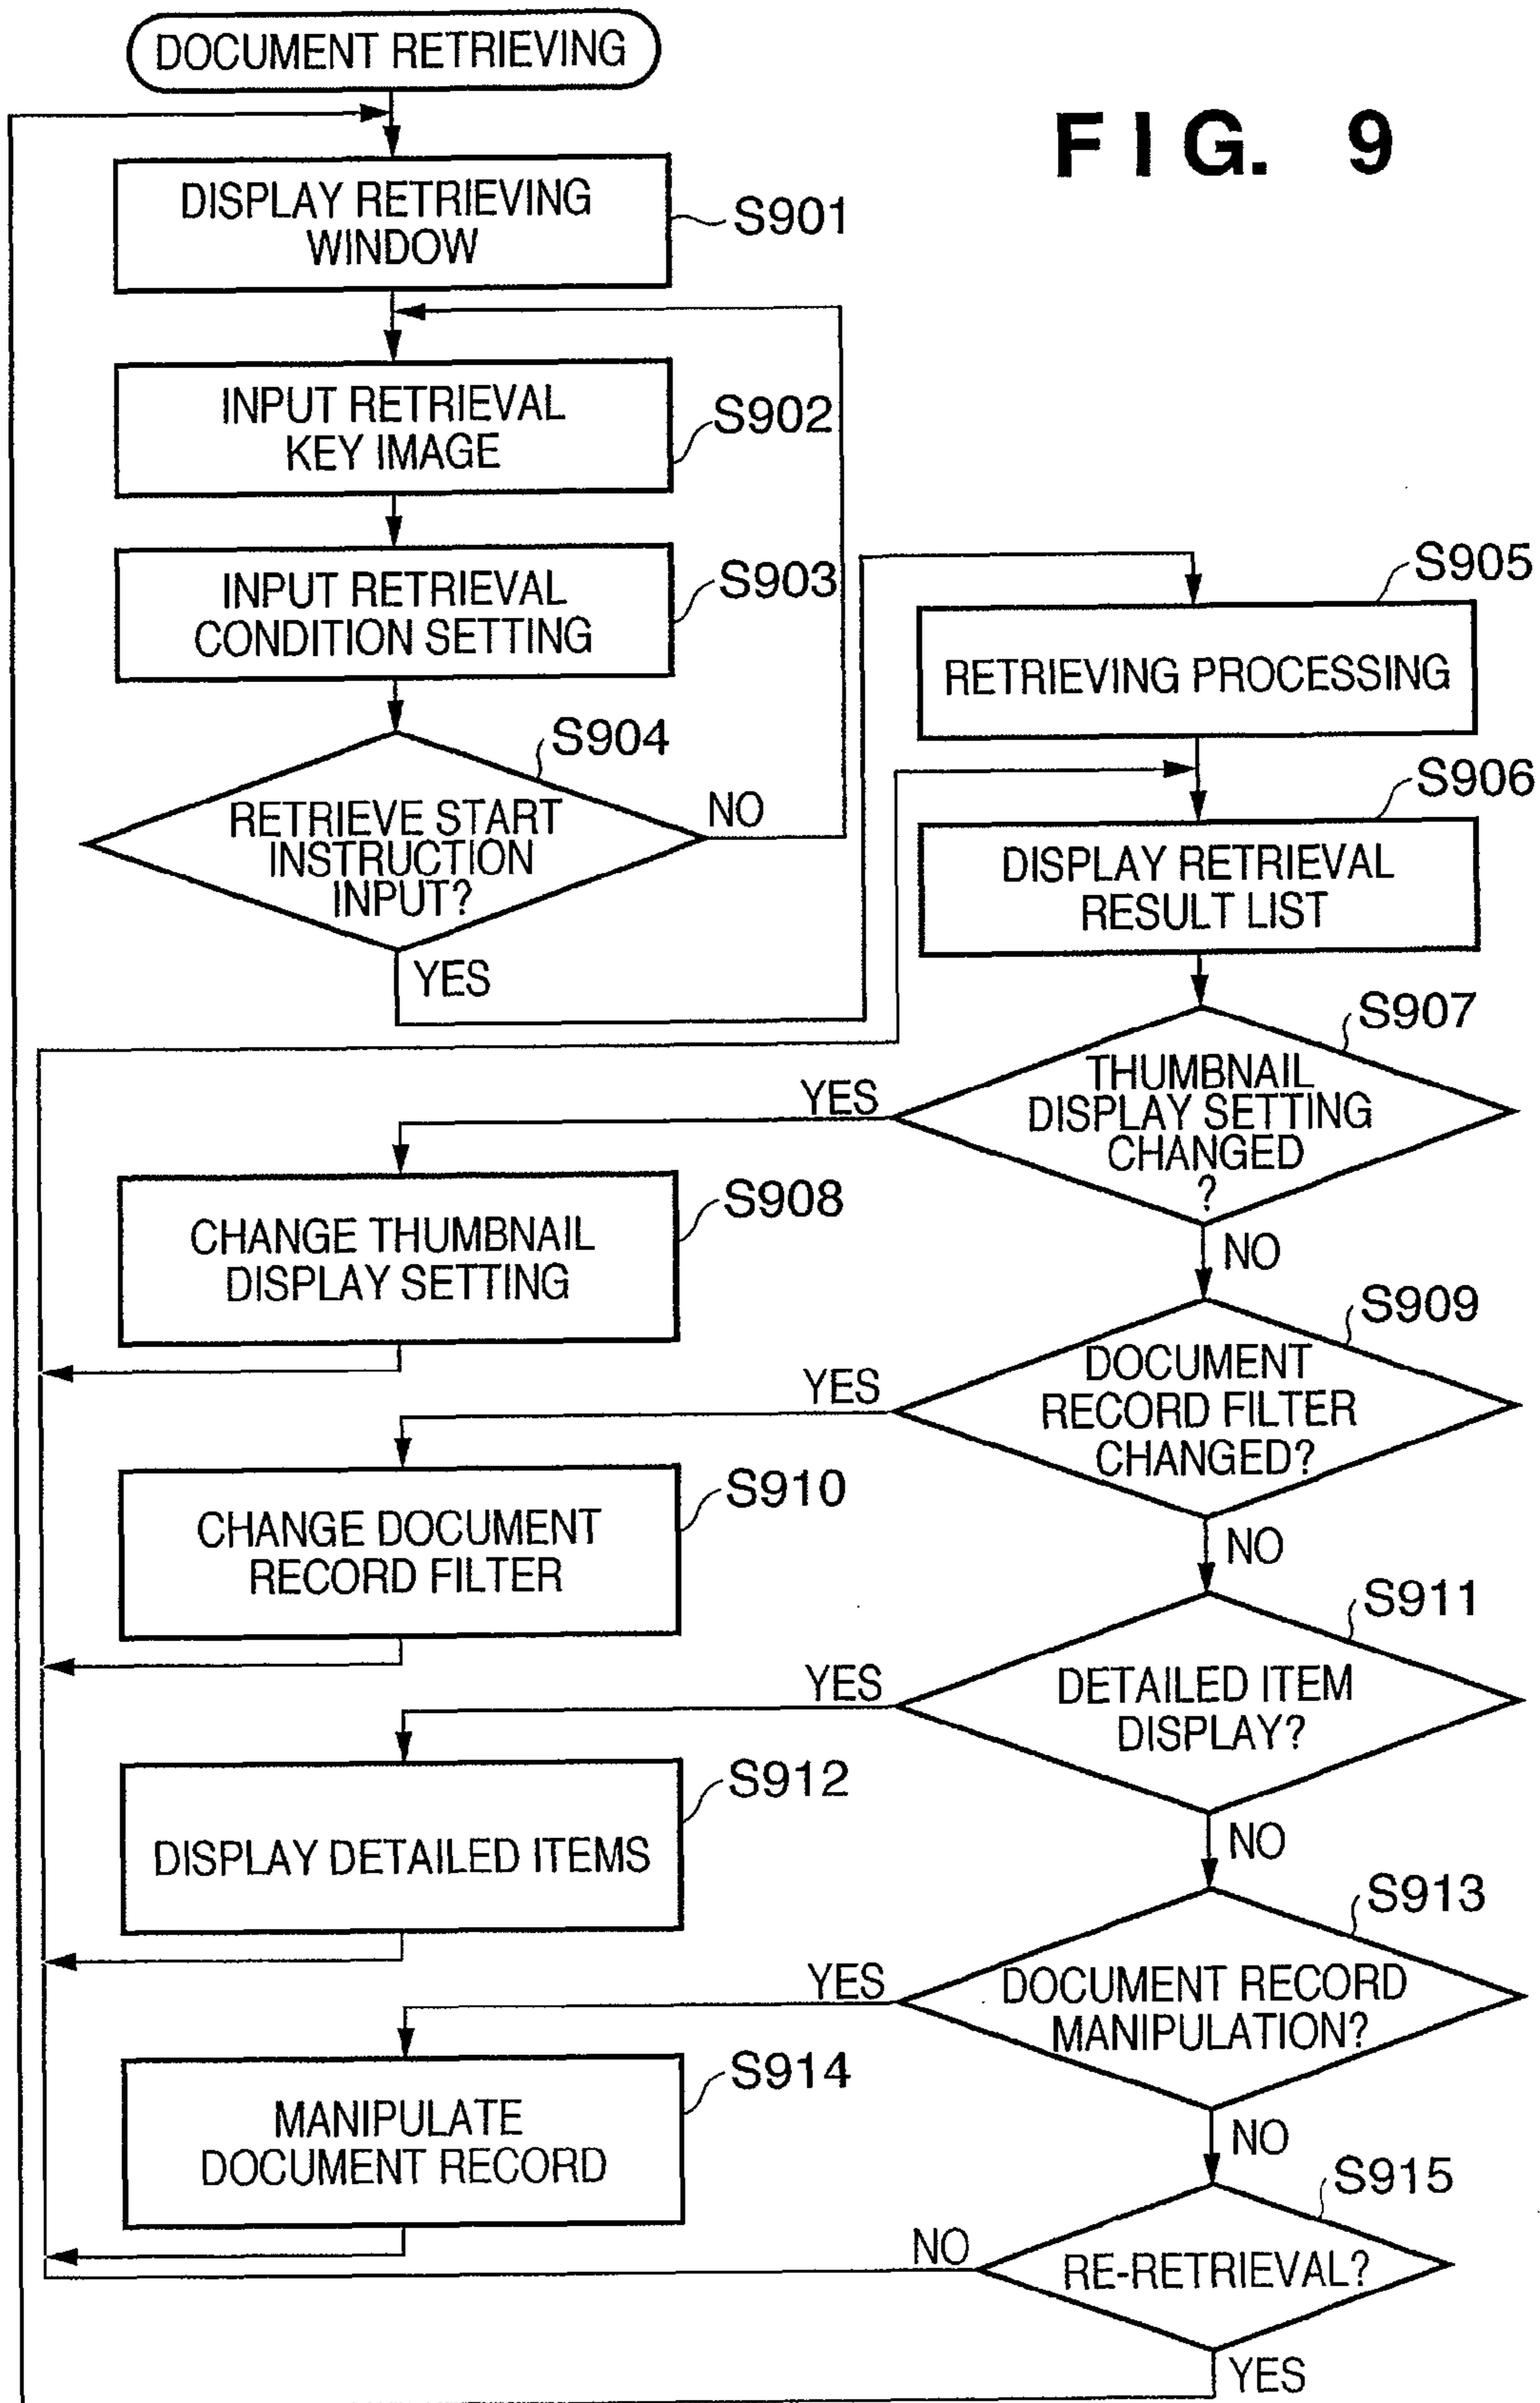 DOCUMENT RETRIEVING
FIG. 9
DISPLAY RETRIEVING
WINDOW
S901
INPUT RETRIEVAL
KEY IMAGE
S902
INPUT RETRIEVAL
CONDITION SETTING
S903
RETRIEVE START
INSTRUCTION
INPUT?
S904
NO
YES
S905
RETRIEVING PROCESSING
S906
DISPLAY RETRIEVAL
RESULT LIST
S907
THUMBNAIL
DISPLAY SETTING
CHANGED
?
YES
NO
S908
CHANGE THUMBNAIL
DISPLAY SETTING
S909
DOCUMENT
RECORD FILTER
CHANGED?
YES
NO
S910
CHANGE DOCUMENT
RECORD FILTER
S911
DETAILED ITEM
DISPLAY?
YES
NO
S912
DISPLAY DETAILED ITEMS
S913
DOCUMENT RECORD
MANIPULATION?
YES
NO
S914
MANIPULATE
DOCUMENT RECORD
S915
RE-RETRIEVAL?
NO
YES